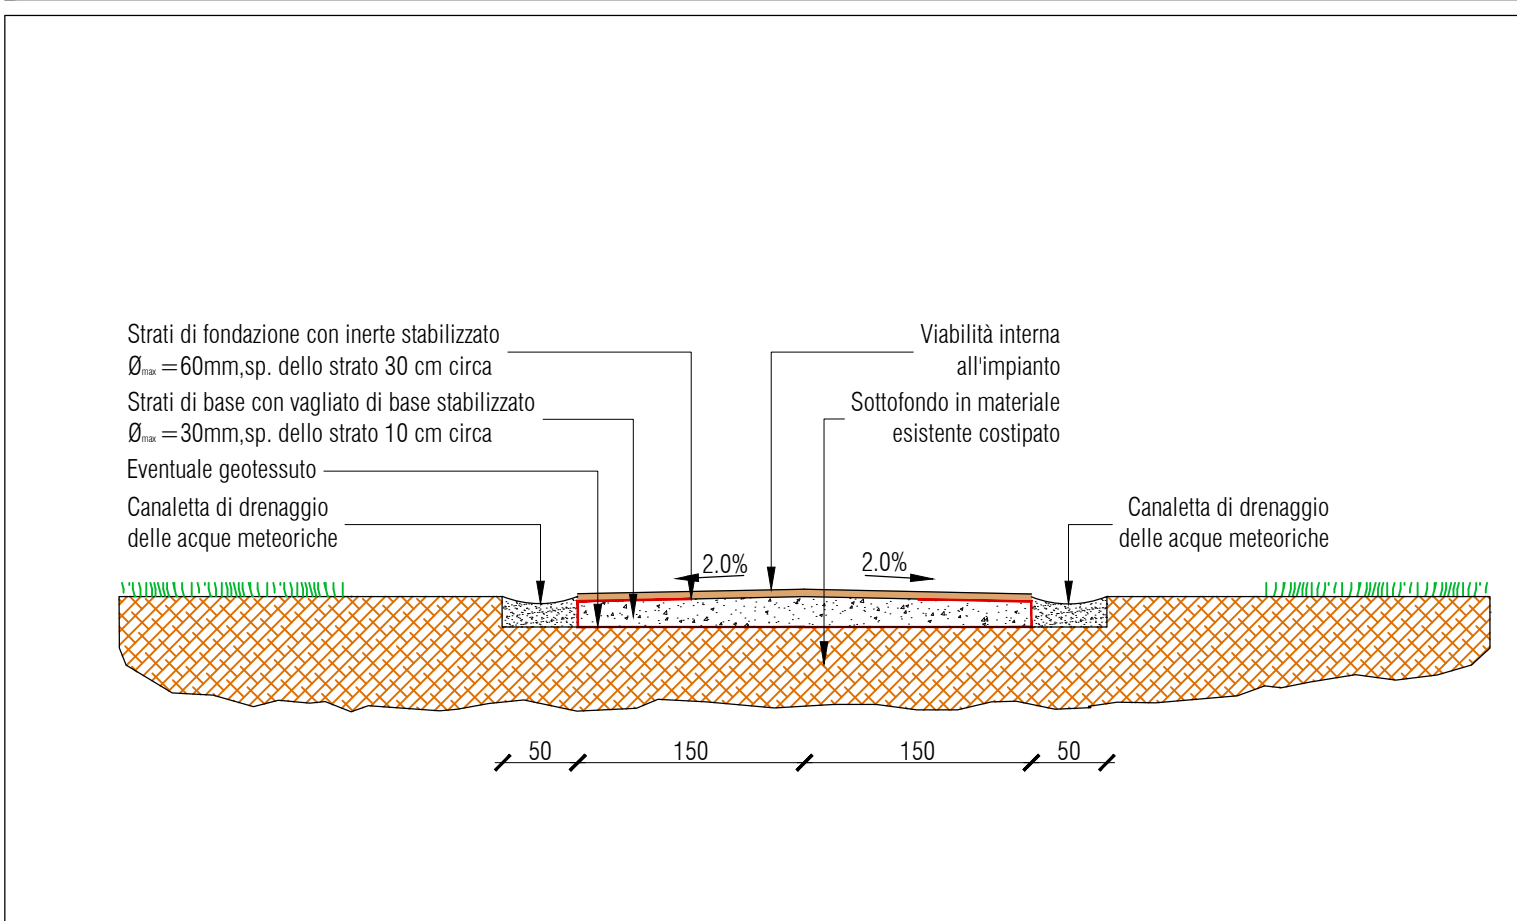 Strati di fondazione con inerte stabilizzato
Ømax =60mm,sp. dello strato 30 cm circa
Strati di base con vagliato di base stabilizzato
Ømax =30mm,sp. dello strato 10 cm circa
Eventuale geotessuto
Canaletta di drenaggio
delle acque meteoriche
Viabilità interna
all'impianto
Sottofondo in materiale
esistente costipato
Canaletta di drenaggio
delle acque meteoriche
2.0%
2.0%
50
150
150
50